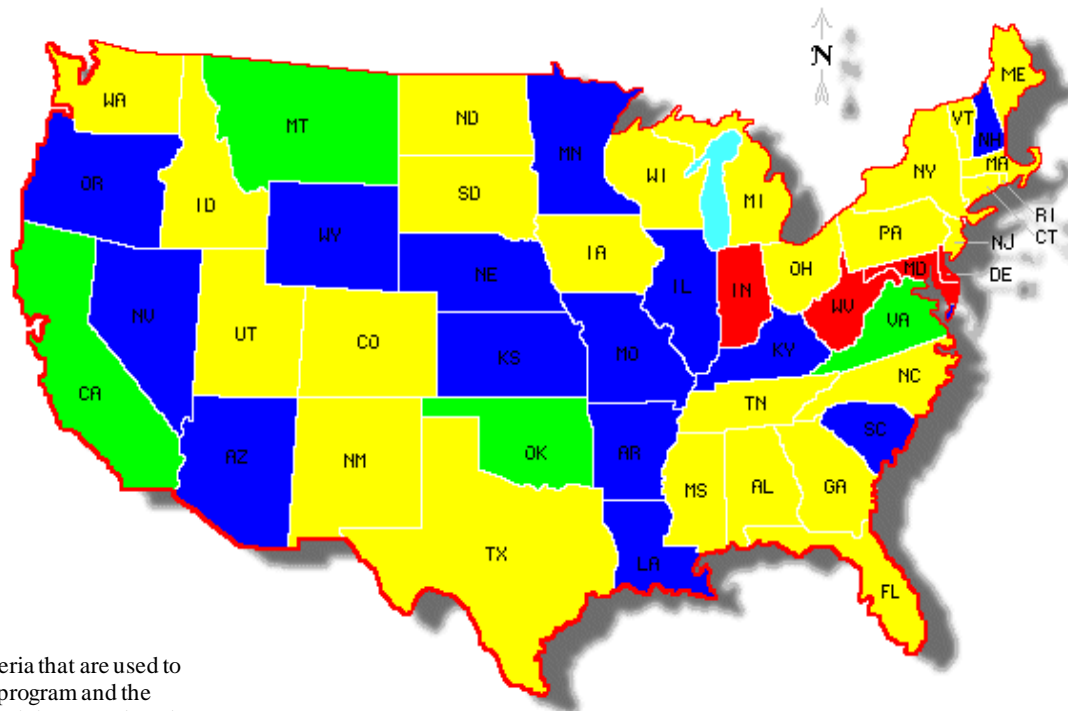 N
WA
MT
ND
MN
ME
VT
NH
OR
ID
SD
WI
MI
NY
MA
RI
CT
WY
NE
IA
IL
IN
OH
PA
NJ
MD
DE
NV
UT
CO
KS
MO
KY
WV
VA
CA
AZ
NM
OK
AR
TN
NC
SC
TX
LA
MS
AL
GA
FL
eria that are used to
program and the